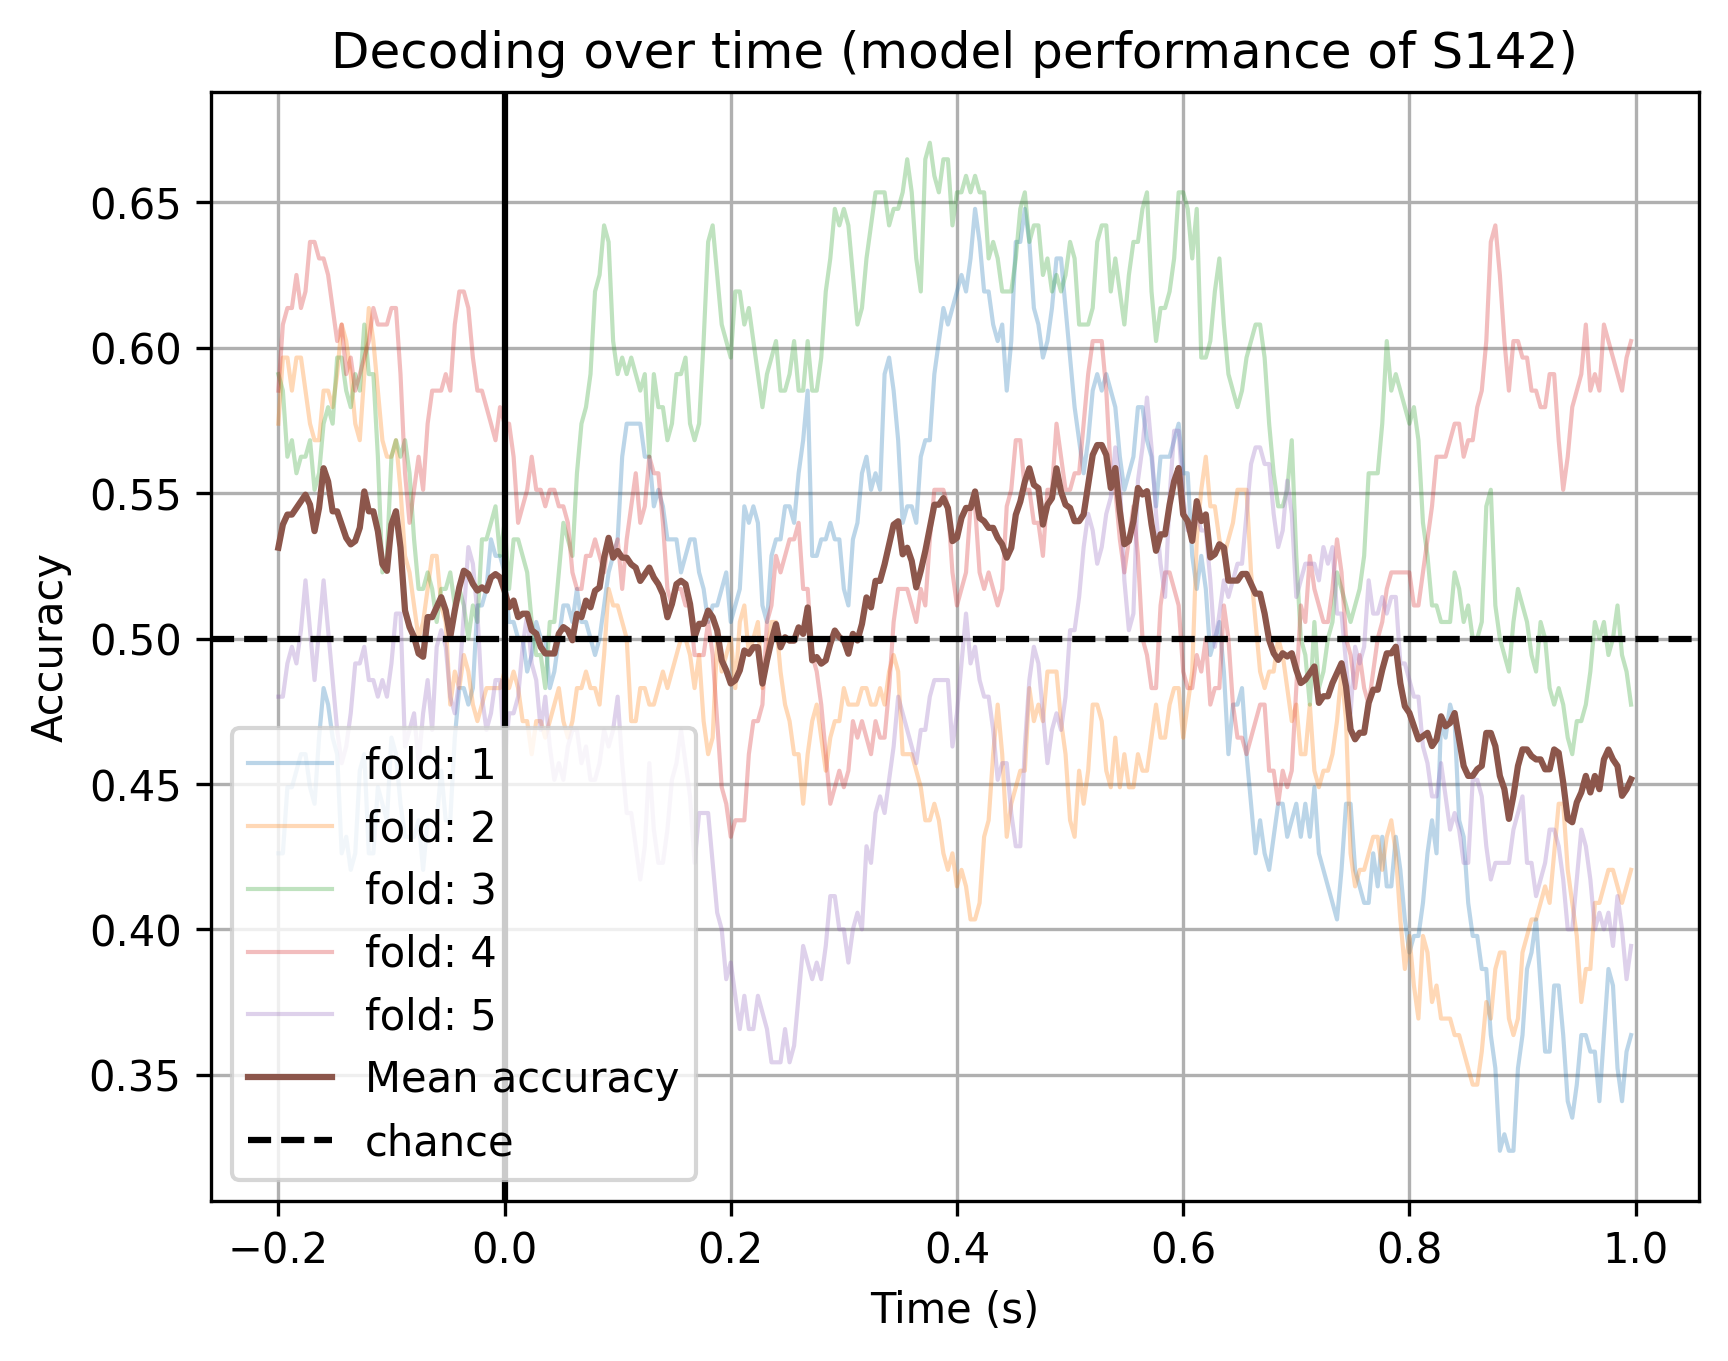 Decoding over time (model performance of S142)
Accuracy
0.65
0.60
0.55
0.50
0.45
0.40
0.35
fold: 1
fold: 2
fold: 3
fold: 4
fold: 5
Mean accuracy
chance
−0.2 0.0 0.2 0.4 0.6 0.8 1.0
Time (s)